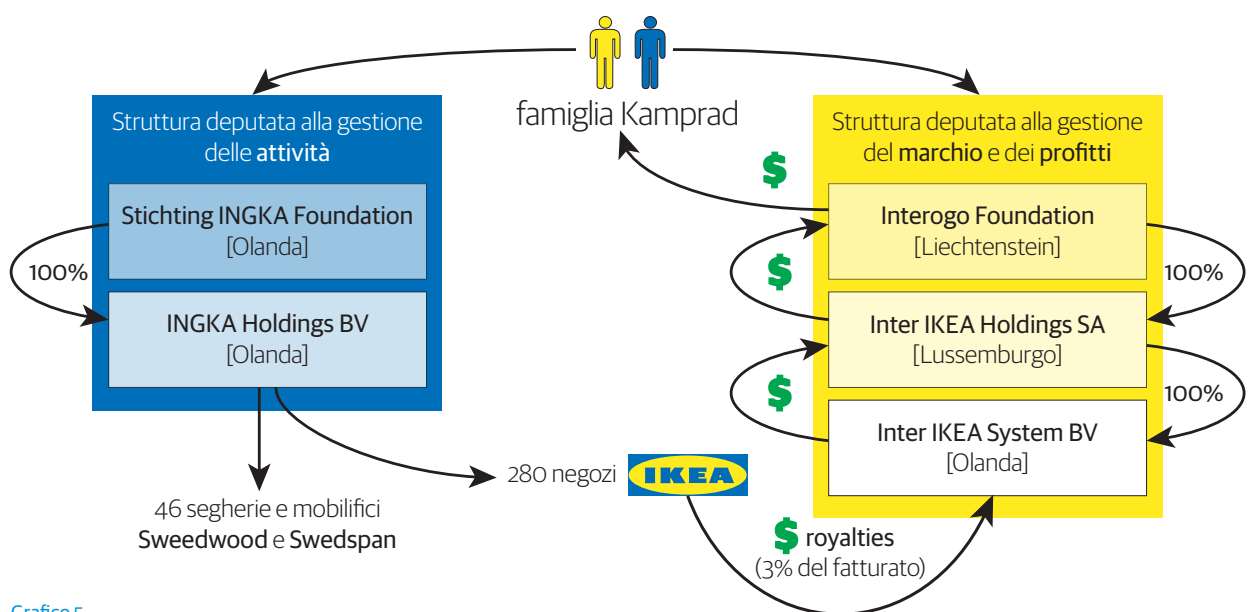 famiglia Kamprad
Struttura deputata alla gestione
delle attività
Stichting INGKA Foundation
[Olanda]
100%
INGKA Holdings BV
[Olanda]
46 segherie e mobilifici
Sweedwood e Swedspan
280 negozi
IKEA
$ royalties
(3% del fatturato)
Struttura deputata alla gestione
del marchio e dei profitti
$
Interogo Foundation
[Liechtenstein]
$
100%
Inter IKEA Holdings SA
[Lussemburgo]
$
100%
Inter IKEA System BV
[Olanda]
Grafico 5